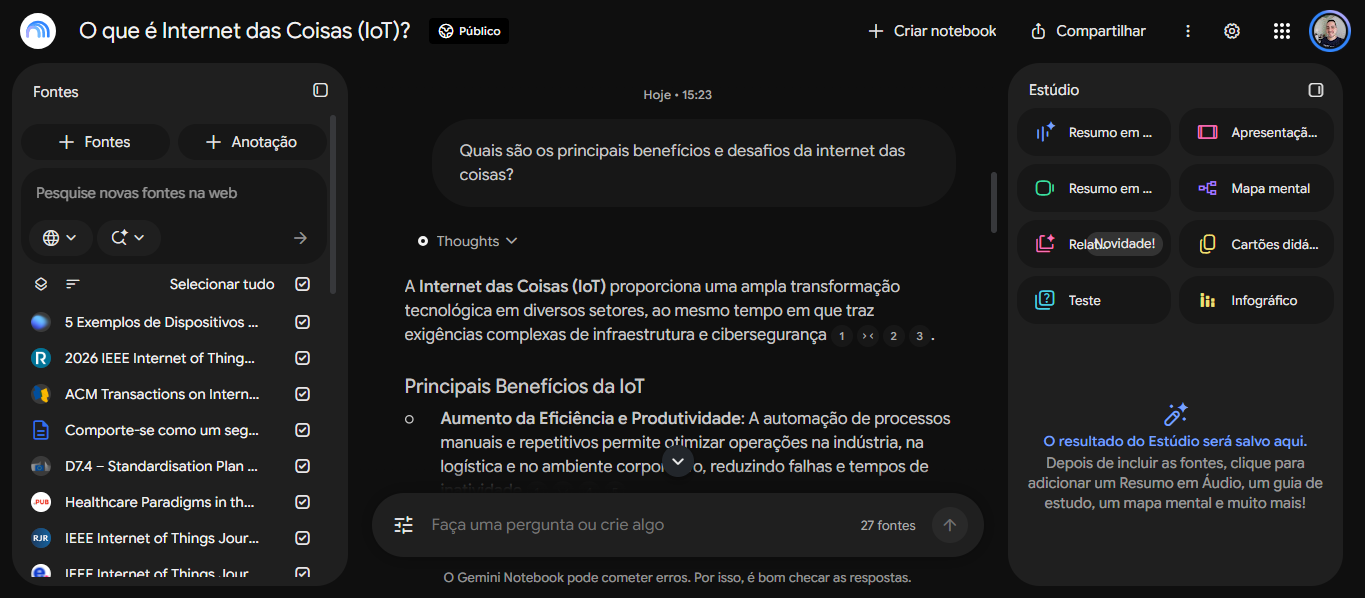 O que é Internet das Coisas (IoT)?
Público
Criar notebook
Compartilhar
Fontes
Fontes
Anotação
Pesquise novas fontes na web
Selecionar tudo
5 Exemplos de Dispositivos ...
2026 IEEE Internet of Thing...
ACM Transactions on Intern...
Comporte-se como um seg...
D7.4 – Standardisation Plan ...
.PUB
Healthcare Paradigms in th...
RJR
IEEE Internet of Things Jour...
IEEE Internet of Things Jour...
Hoje • 15:23
Quais são os principais benefícios e desafios da internet das
coisas?
Thoughts
A Internet das Coisas (IoT) proporciona uma ampla transformação
tecnológica em diversos setores, ao mesmo tempo em que traz
exigências complexas de infraestrutura e cibersegurança 1 2 3 .
Principais Benefícios da IoT
Aumento da Eficiência e Produtividade: A automação de processos
manuais e repetitivos permite otimizar operações na indústria, na
logística e no ambiente corpo o, reduzindo falhas e tempos de
inatividade
Faça uma pergunta ou crie algo
27 fontes
O Gemini Notebook pode cometer erros. Por isso, é bom checar as respostas.
Estúdio
Resumo em ...
Apresentaçã...
Resumo em ...
Mapa mental
Relat...
Novidade!
Cartões didá...
Teste
Infográfico
O resultado do Estúdio será salvo aqui.
Depois de incluir as fontes, clique para
adicionar um Resumo em Áudio, um guia de
estudo, um mapa mental e muito mais!